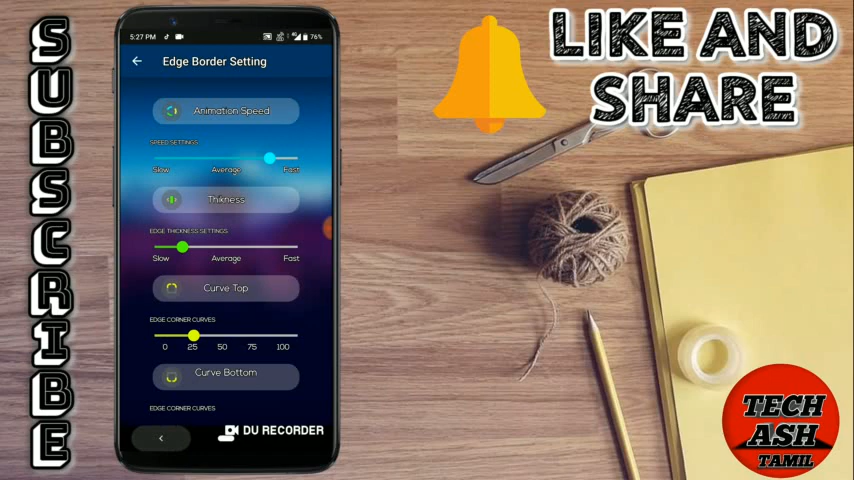 SUBSCRIBE
5:27 PM
76%
Edge Border Setting
Animation Speed
SPEED SETTINGS
Slow Average Fast
Thikness
EDGE THICKNESS SETTINGS
Slow Average Fast
Curve Top
EDGE CORNER CURVES
0 25 50 75 100
Curve Bottom
EDGE CORNER CURVES
DU RECORDER
LIKE AND
SHARE
TECH
ASH
TAMIL